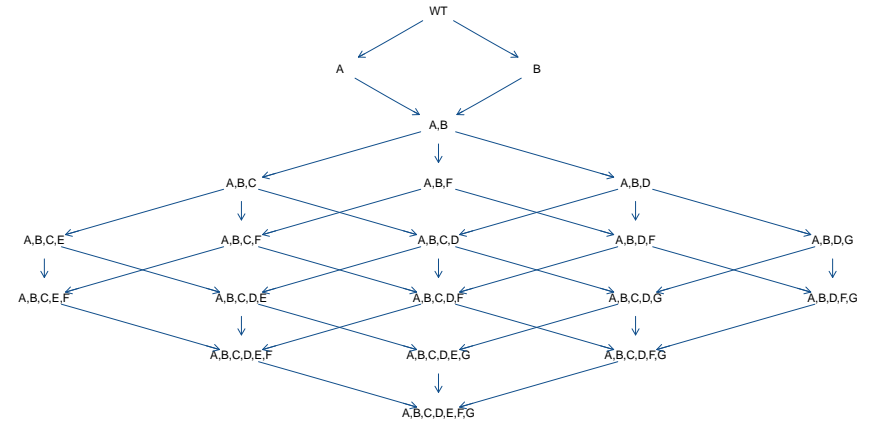 WT
A B
A,B
A,B,C A,B,F A,B,D
A,B,C,E A,B,C,F A,B,C,D A,B,D,F A,B,D,G
A,B,C,E,F A,B,C,D,E A,B,C,D,F A,B,C,D,G A,B,D,F,G
A,B,C,D,E,F A,B,C,D,E,G A,B,C,D,F,G
A,B,C,D,E,F,G